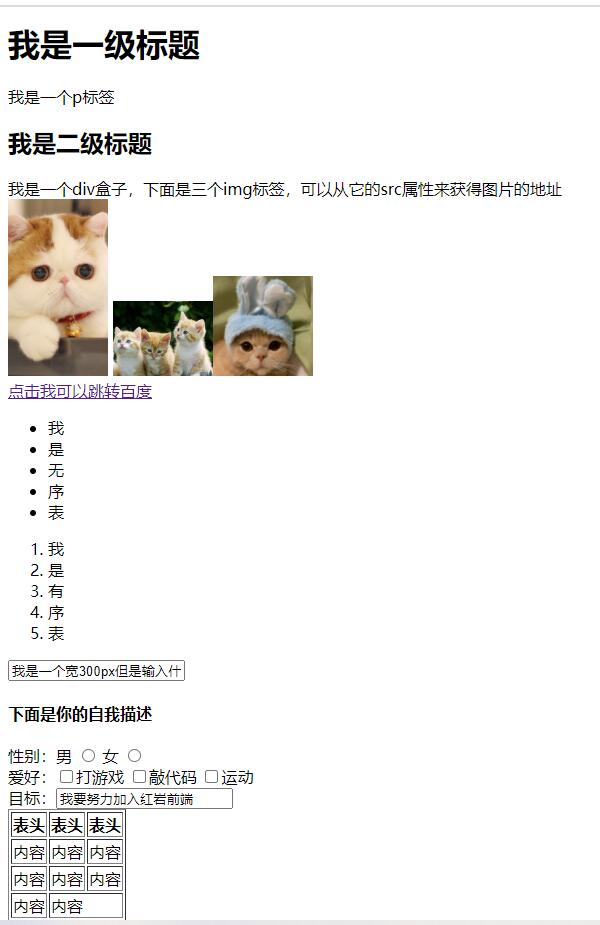 我是一级标题
我是一个p标签
我是二级标题
我是一个div盒子，下面是三个img标签，可以从它的src属性来获得图片的地址
点击我可以跳转百度
我
是
无
序
表
1. 我
2. 是
3. 有
4. 序
5. 表
我是一个宽300px但是输入什
下面是你的自我描述
性别：男 女
爱好： 打游戏 敲代码 运动
目标： 我要努力加入红岩前端
表头 表头 表头
内容 内容 内容
内容 内容 内容
内容 内容